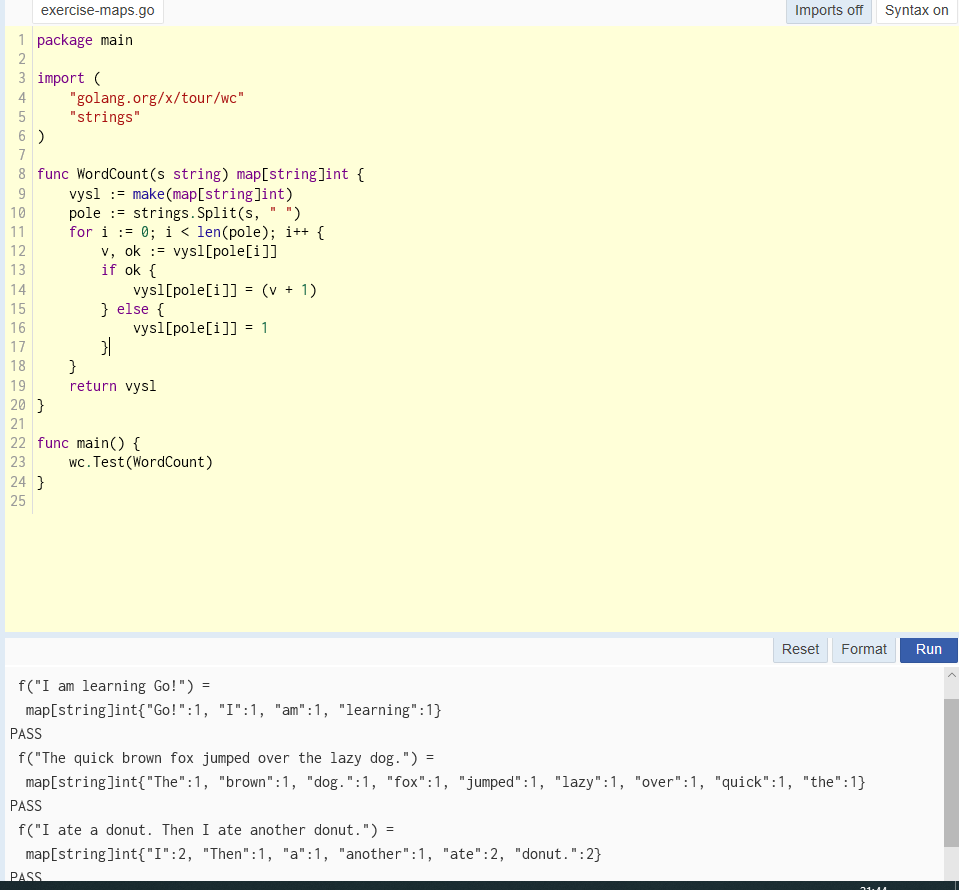 exercise-maps.go
Imports off
Syntax on
1 package main
2
3 import (
4     "golang.org/x/tour/wc"
5     "strings"
6 )
7
8 func WordCount(s string) map[string]int {
9     vysl := make(map[string]int)
10     pole := strings.Split(s, " ")
11     for i := 0; i < len(pole); i++ {
12         v, ok := vysl[pole[i]]
13         if ok {
14             vysl[pole[i]] = (v + 1)
15         } else {
16             vysl[pole[i]] = 1
17         }
18     }
19     return vysl
20 }
21
22 func main() {
23     wc.Test(WordCount)
24 }
25
Reset
Format
Run
f("I am learning Go!") =
map[string]int{"Go!":1, "I":1, "am":1, "learning":1}
PASS
f("The quick brown fox jumped over the lazy dog.") =
map[string]int{"The":1, "brown":1, "dog.":1, "fox":1, "jumped":1, "lazy":1, "over":1, "quick":1, "the":1}
PASS
f("I ate a donut. Then I ate another donut.") =
map[string]int{"I":2, "Then":1, "a":1, "another":1, "ate":2, "donut.":2}
PASS